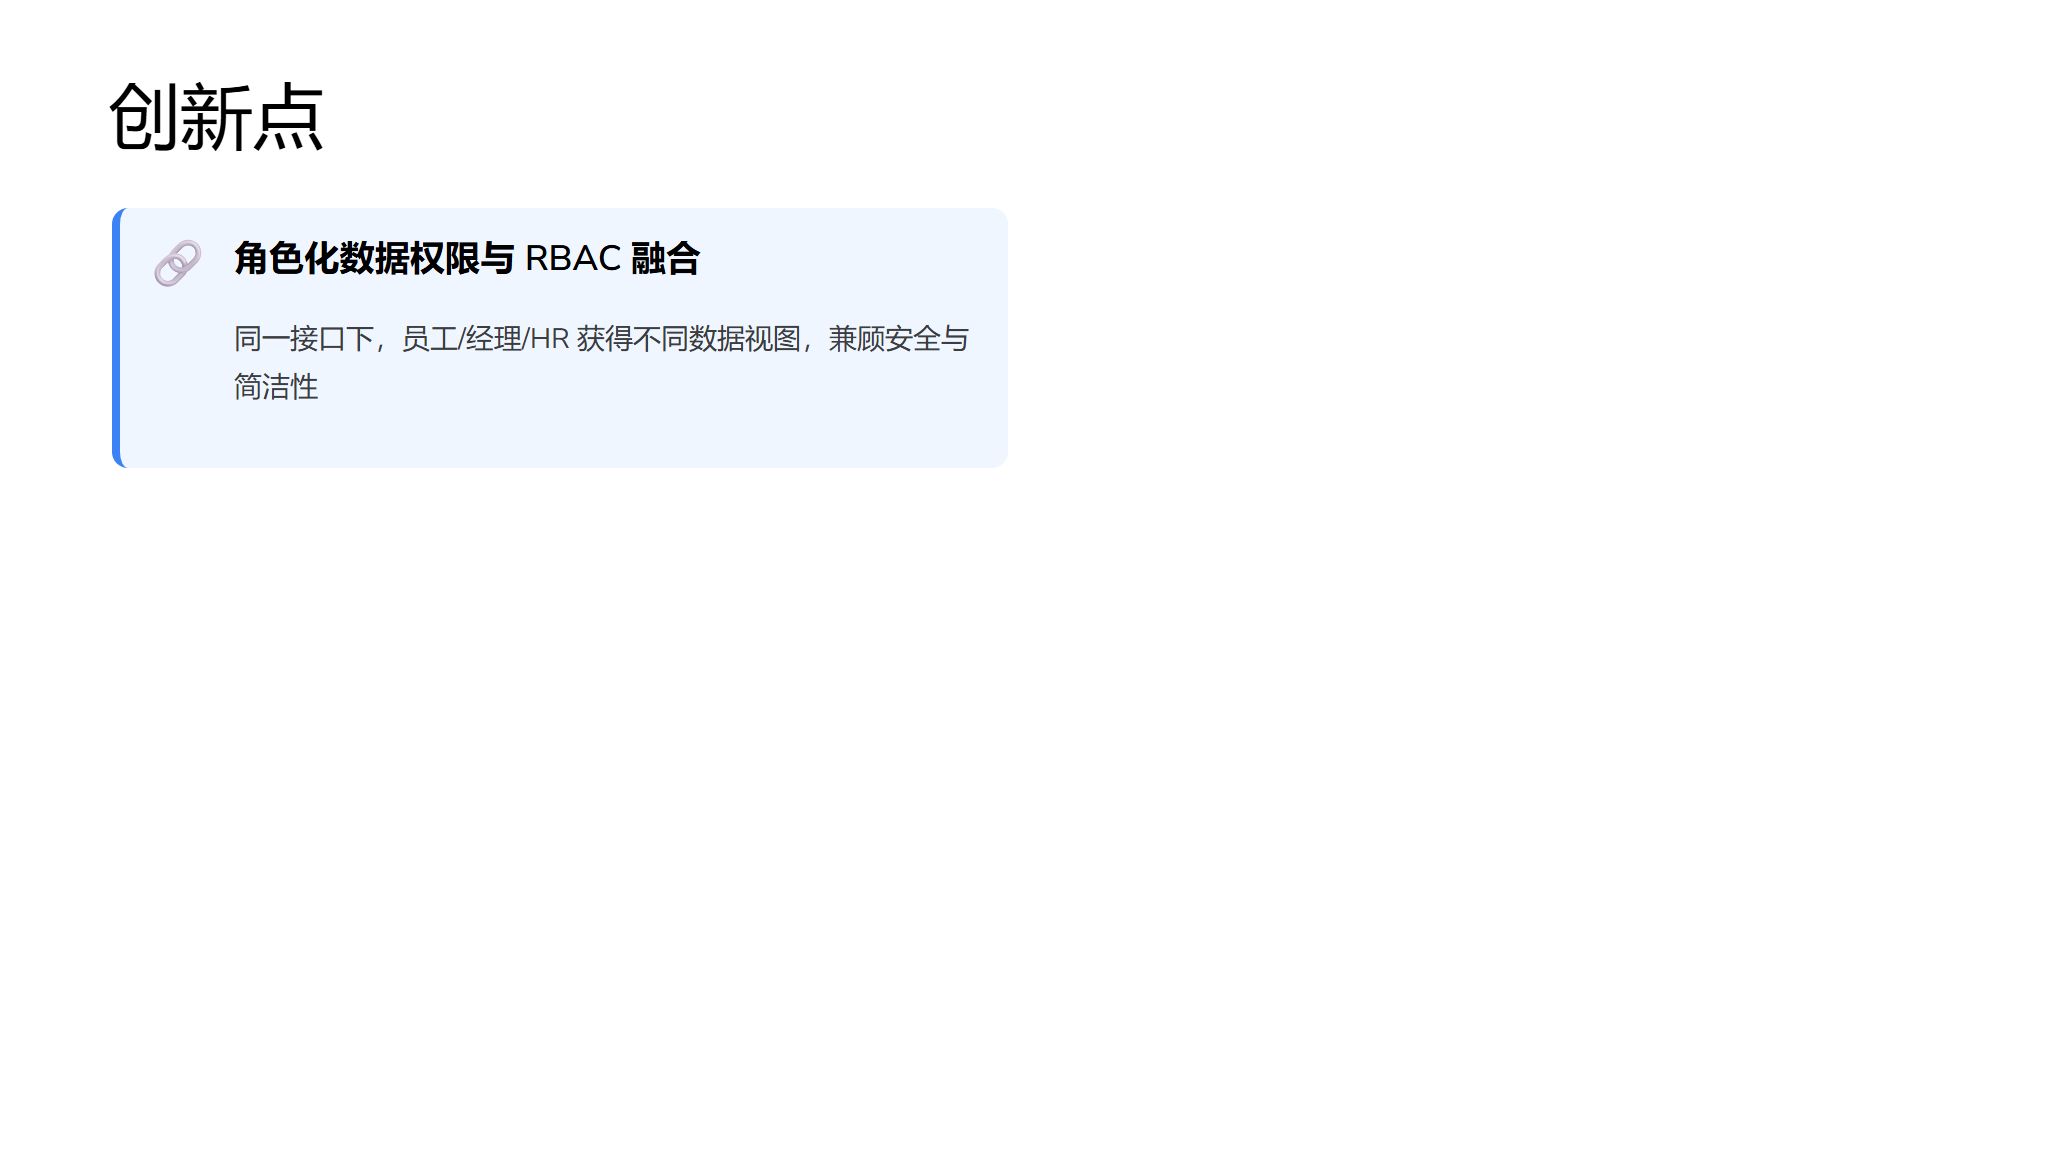 创新点
角色化数据权限与 RBAC 融合
同一接口下，员工/经理/HR 获得不同数据视图，兼顾安全与
简洁性